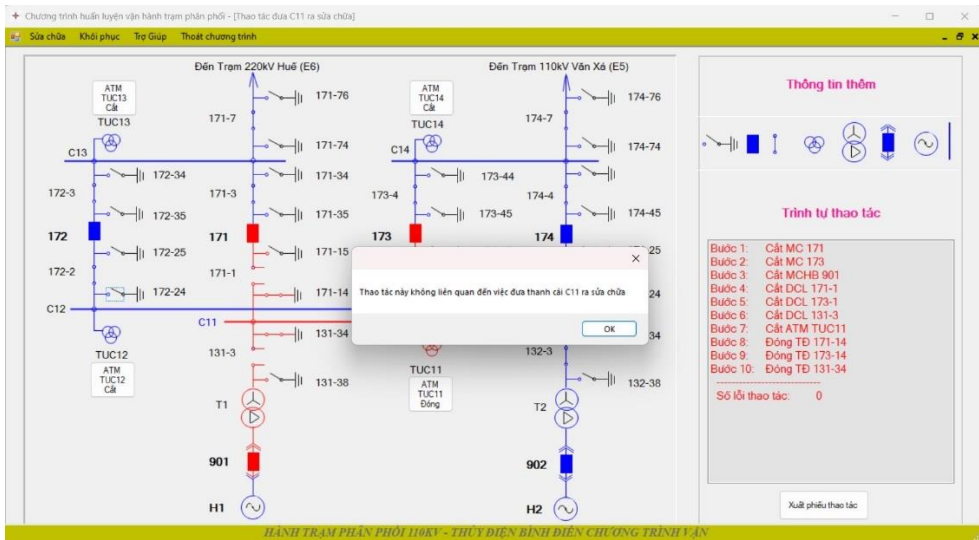 Chương trình huấn luyện vận hành trạm phân phối - [Thao tác đưa C11 ra sửa chữa]
Sửa chữa Khôi phục Trợ Giúp Thoát chương trình
Đến Trạm 220kV Huế (E6)
Đến Trạm 110kV Văn Xá (E5)
ATM
TUC13
Cắt
TUC13
ATM
TUC14
Cắt
TUC14
171-76
174-76
171-7
174-7
171-74
174-74
C13
C14
172-34
171-34
173-44
172-3
171-3
173-4
174-4
172-35
171-35
173-45
174-45
172
171
173
174
172-25
171-15
25
172-2
171-1
172-24
171-14
24
C12
C11
131-34
34
TUC12
131-3
132-3
ATM
TUC12
Cắt
TUC11
ATM
TUC11
Đóng
131-38
132-38
T1
T2
901
902
H1
H2
Thao tác này không liên quan đến việc đưa thanh cái C11 ra sửa chữa
OK
Thông tin thêm
Trình tự thao tác
Bước 1: Cắt MC 171
Bước 2: Cắt MC 173
Bước 3: Cắt MCHB 901
Bước 4: Cắt DCL 171-1
Bước 5: Cắt DCL 173-1
Bước 6: Cắt DCL 131-3
Bước 7: Cắt ATM TUC11
Bước 8: Đóng TĐ 171-14
Bước 9: Đóng TĐ 173-14
Bước 10: Đóng TĐ 131-34
Số lỗi thao tác: 0
Xuất phiếu thao tác
HÀNH TRẠM PHÂN PHỐI 110KV - THỦY ĐIỆN BÌNH ĐIỀN CHƯƠNG TRÌNH VẬN